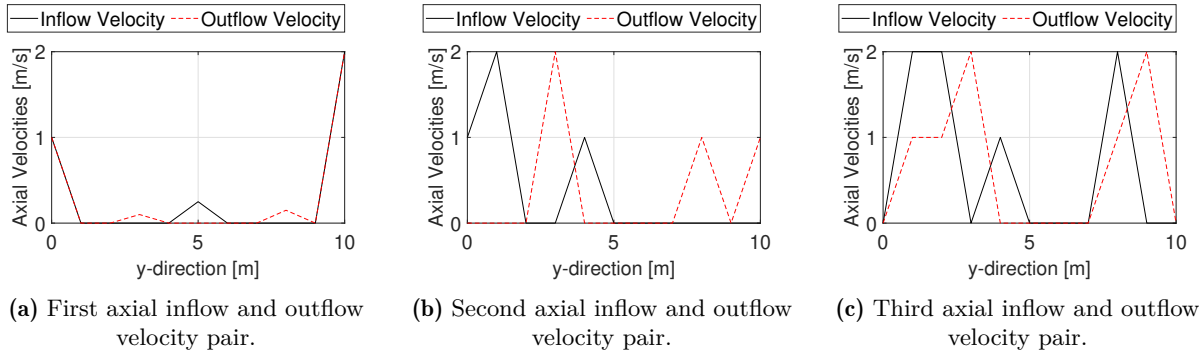 Inflow Velocity Outflow Velocity
Axial Velocities [m/s]
2
1
0
0 5 10
y-direction [m]
(a) First axial inflow and outflow
velocity pair.
Inflow Velocity Outflow Velocity
Axial Velocities [m/s]
2
1
0
0 5 10
y-direction [m]
(b) Second axial inflow and outflow
velocity pair.
Inflow Velocity Outflow Velocity
Axial Velocities [m/s]
2
1
0
0 5 10
y-direction [m]
(c) Third axial inflow and outflow
velocity pair.